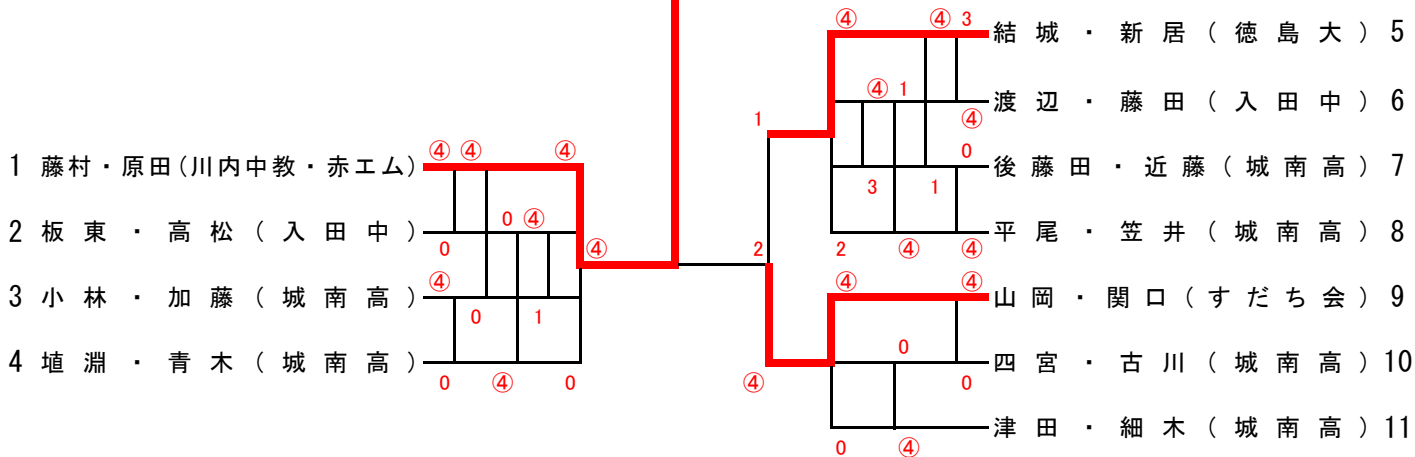 ④ ④ 3
結城・新居(徳島大) 5
④ 1
渡辺・藤田(入田中) 6
1 ④
④ ④ ④ 0
1 藤村・原田(川内中教・赤エム)
後藤田・近藤(城南高) 7
3 1
0 ④
2 板東・高松(入田中)
平尾・笠井(城南高) 8
0 ④ 2 2 ④ ④
④ ④ ④
3 小林・加藤(城南高)
山岡・関口(すだち会) 9
0 1
0
4 埴淵・青木(城南高)
四宮・古川(城南高) 10
0 ④ 0 ④ 0
津田・細木(城南高) 11
0 ④